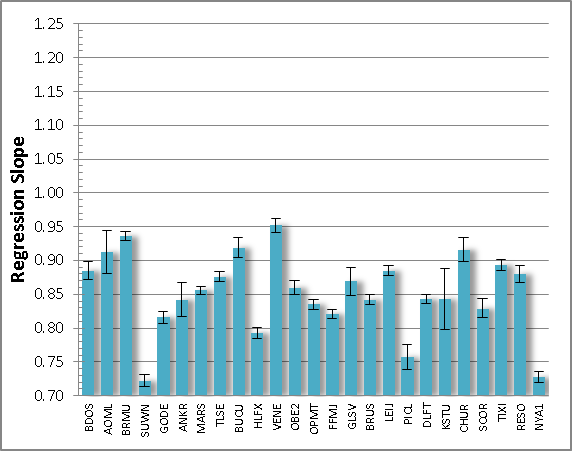 Regression Slope
1.25
1.20
1.15
1.10
1.05
1.00
0.95
0.90
0.85
0.80
0.75
0.70
BDOS
AOML
BRMU
SUWN
GODE
ANKR
MARS
TLSE
BUCU
HLFX
VENE
OBE2
OPMT
FFMJ
GLSV
BRUS
LEIJ
PICL
DLFT
KSTU
CHUR
SCOR
TIXI
RESO
NYA1